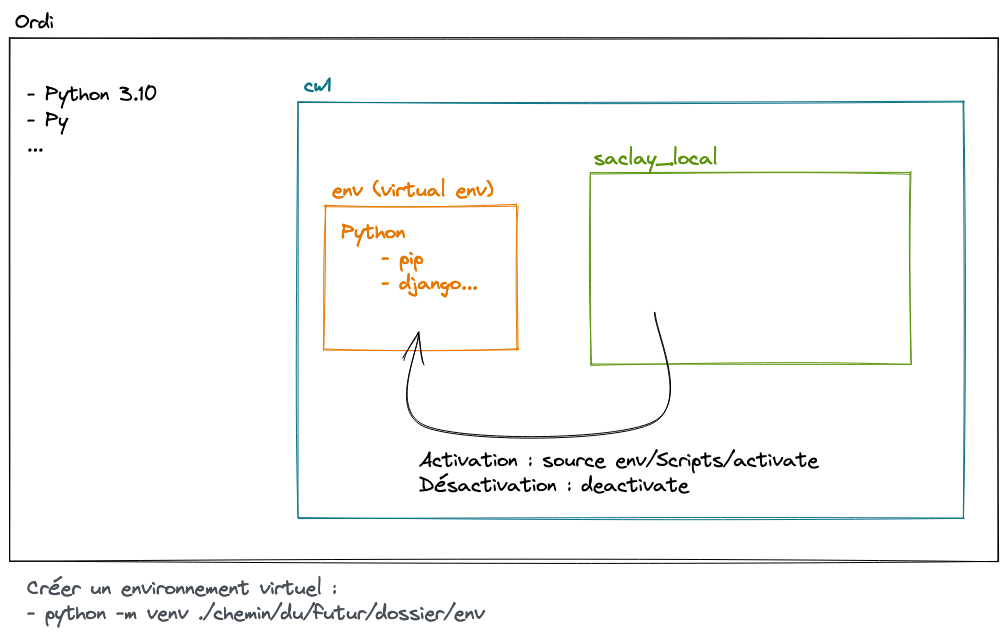 Ordi
- Python 3.10
- Py
...
cwl
saclay_local
env (virtual env)
Python
- pip
- django...
Activation : source env/Scripts/activate
Désactivation : deactivate
Créer un environnement virtuel :
- python -m venv ./chemin/du/futur/dossier/env